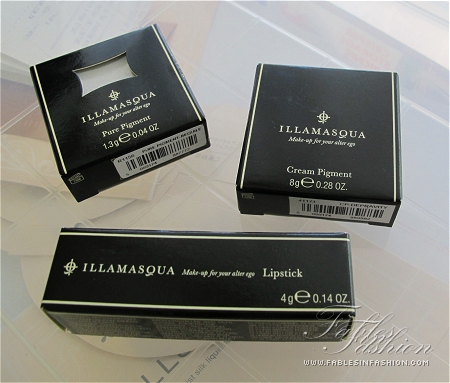 ILLAMASQUA
Make-up for your alter ego
Pure Pigment
1.3g e 0.04 OZ
ILLAMASQUA
Make-up for your alter ego
Cream Pigment
8g e 0.28 OZ.
CP-DEPRAVITY
ILLAMASQUA Make-up for your alter ego Lipstick
4g e 0.14 OZ.
Fables in Fashion
WWW.FABLESINFASHION.COM